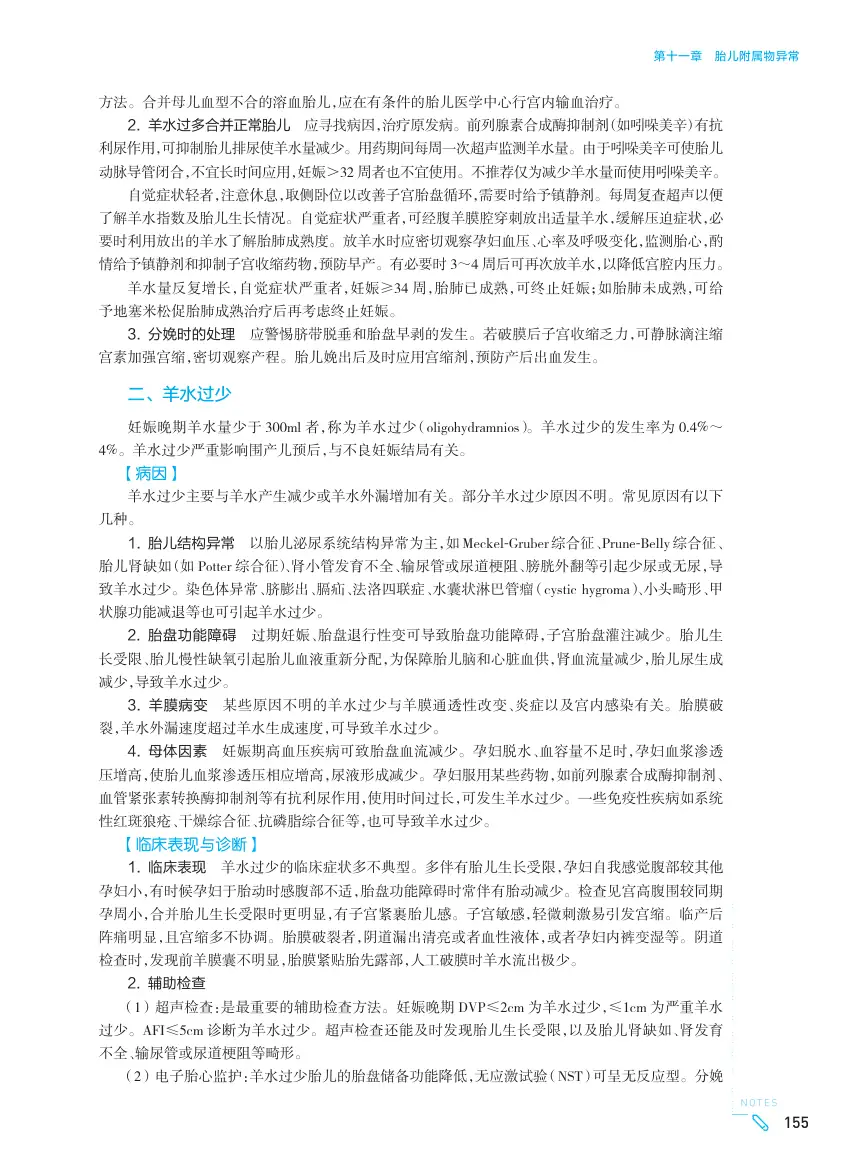 第十一章　胎儿附属物异常
方法。合并母儿血型不合的溶血胎儿,应在有条件的胎儿医学中心行宫内输血治疗。
2. 羊水过多合并正常胎儿　应寻找病因,治疗原发病。前列腺素合成酶抑制剂(如吲哚美辛)有抗
利尿作用,可抑制胎儿排尿使羊水量减少。用药期间每周一次超声监测羊水量。由于吲哚美辛可使胎儿
动脉导管闭合,不宜长时间应用,妊娠＞32 周者也不宜使用。不推荐仅为减少羊水量而使用吲哚美辛。
自觉症状轻者,注意休息,取侧卧位以改善子宫胎盘循环,需要时给予镇静剂。每周复查超声以便
了解羊水指数及胎儿生长情况。自觉症状严重者,可经腹羊膜腔穿刺放出适量羊水,缓解压迫症状,必
要时利用放出的羊水了解胎肺成熟度。放羊水时应密切观察孕妇血压、心率及呼吸变化,监测胎心,酌
情给予镇静剂和抑制子宫收缩药物,预防早产。有必要时 3～4 周后可再次放羊水,以降低宫腔内压力。
羊水量反复增长,自觉症状严重者,妊娠≥34 周,胎肺已成熟,可终止妊娠;如胎肺未成熟,可给
予地塞米松促胎肺成熟治疗后再考虑终止妊娠。
3. 分娩时的处理　应警惕脐带脱垂和胎盘早剥的发生。若破膜后子宫收缩乏力,可静脉滴注缩
宫素加强宫缩,密切观察产程。胎儿娩出后及时应用宫缩剂,预防产后出血发生。
二、羊水过少
妊娠晚期羊水量少于 300ml 者,称为羊水过少(oligohydramnios)。羊水过少的发生率为 0.4%～
4%。羊水过少严重影响围产儿预后,与不良妊娠结局有关。
【病因】
羊水过少主要与羊水产生减少或羊水外漏增加有关。部分羊水过少原因不明。常见原因有以下
几种。
1. 胎儿结构异常　以胎儿泌尿系统结构异常为主,如 Meckel-Gruber 综合征、Prune-Belly 综合征、
胎儿肾缺如(如 Potter 综合征)、肾小管发育不全、输尿管或尿道梗阻、膀胱外翻等引起少尿或无尿,导
致羊水过少。染色体异常、脐膨出、膈疝、法洛四联症、水囊状淋巴管瘤(cystic hygroma)、小头畸形、甲
状腺功能减退等也可引起羊水过少。
2. 胎盘功能障碍　过期妊娠、胎盘退行性变可导致胎盘功能障碍,子宫胎盘灌注减少。胎儿生
长受限、胎儿慢性缺氧引起胎儿血液重新分配,为保障胎儿脑和心脏血供,肾血流量减少,胎儿尿生成
减少,导致羊水过少。
3. 羊膜病变　某些原因不明的羊水过少与羊膜通透性改变、炎症以及宫内感染有关。胎膜破
裂,羊水外漏速度超过羊水生成速度,可导致羊水过少。
4. 母体因素　妊娠期高血压疾病可致胎盘血流减少。孕妇脱水、血容量不足时,孕妇血浆渗透
压增高,使胎儿血浆渗透压相应增高,尿液形成减少。孕妇服用某些药物,如前列腺素合成酶抑制剂、
血管紧张素转换酶抑制剂等有抗利尿作用,使用时间过长,可发生羊水过少。一些免疫性疾病如系统
性红斑狼疮、干燥综合征、抗磷脂综合征等,也可导致羊水过少。
【临床表现与诊断】
1. 临床表现　羊水过少的临床症状多不典型。多伴有胎儿生长受限,孕妇自我感觉腹部较其他
孕妇小,有时候孕妇于胎动时感腹部不适,胎盘功能障碍时常伴有胎动减少。检查见宫高腹围较同期
孕周小,合并胎儿生长受限时更明显,有子宫紧裹胎儿感。子宫敏感,轻微刺激易引发宫缩。临产后
阵痛明显,且宫缩多不协调。胎膜破裂者,阴道漏出清亮或者血性液体,或者孕妇内裤变湿等。阴道
检查时,发现前羊膜囊不明显,胎膜紧贴胎先露部,人工破膜时羊水流出极少。
2. 辅助检查
(1)超声检查:是最重要的辅助检查方法。妊娠晚期 DVP≤2cm 为羊水过少,≤1cm 为严重羊水
过少。AFI≤5cm 诊断为羊水过少。超声检查还能及时发现胎儿生长受限,以及胎儿肾缺如、肾发育
不全、输尿管或尿道梗阻等畸形。
(2)电子胎心监护:羊水过少胎儿的胎盘储备功能降低,无应激试验(NST)可呈无反应型。分娩
NOTES
155